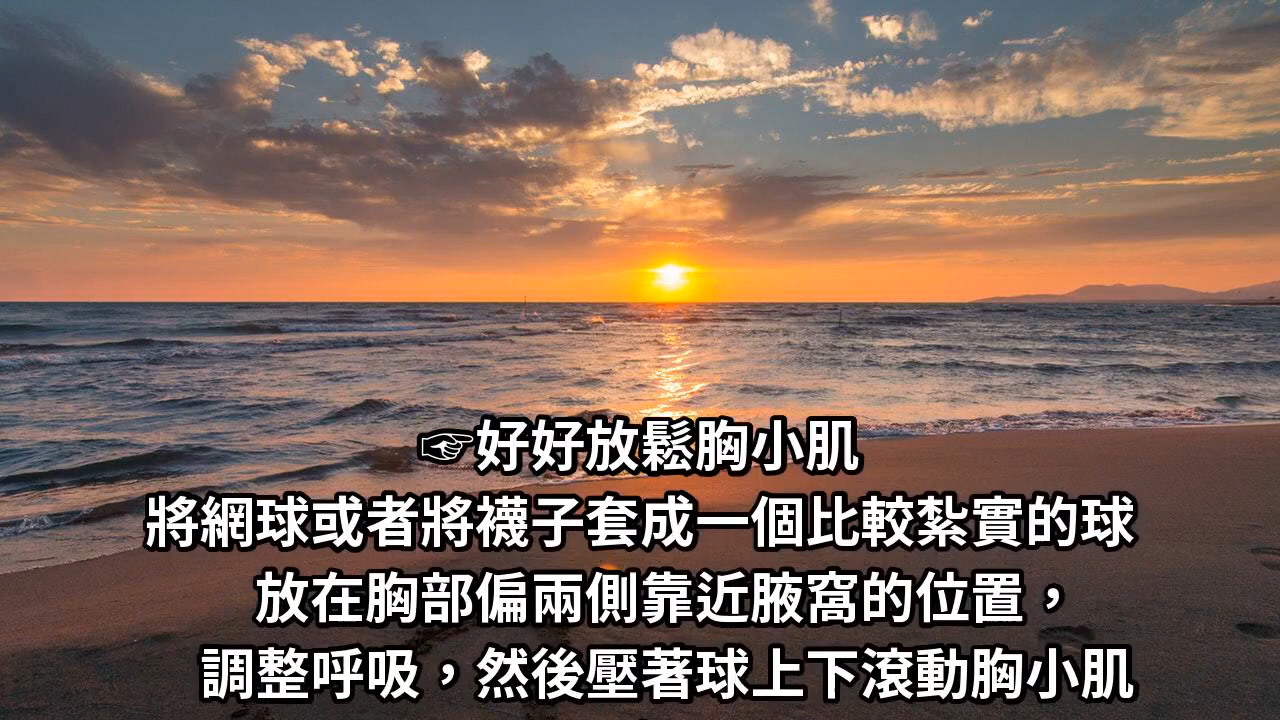 ☞好好放鬆胸小肌
將網球或者將襪子套成一個比較紮實的球
放在胸部偏兩側靠近腋窩的位置，
調整呼吸，然後壓著球上下滾動胸小肌